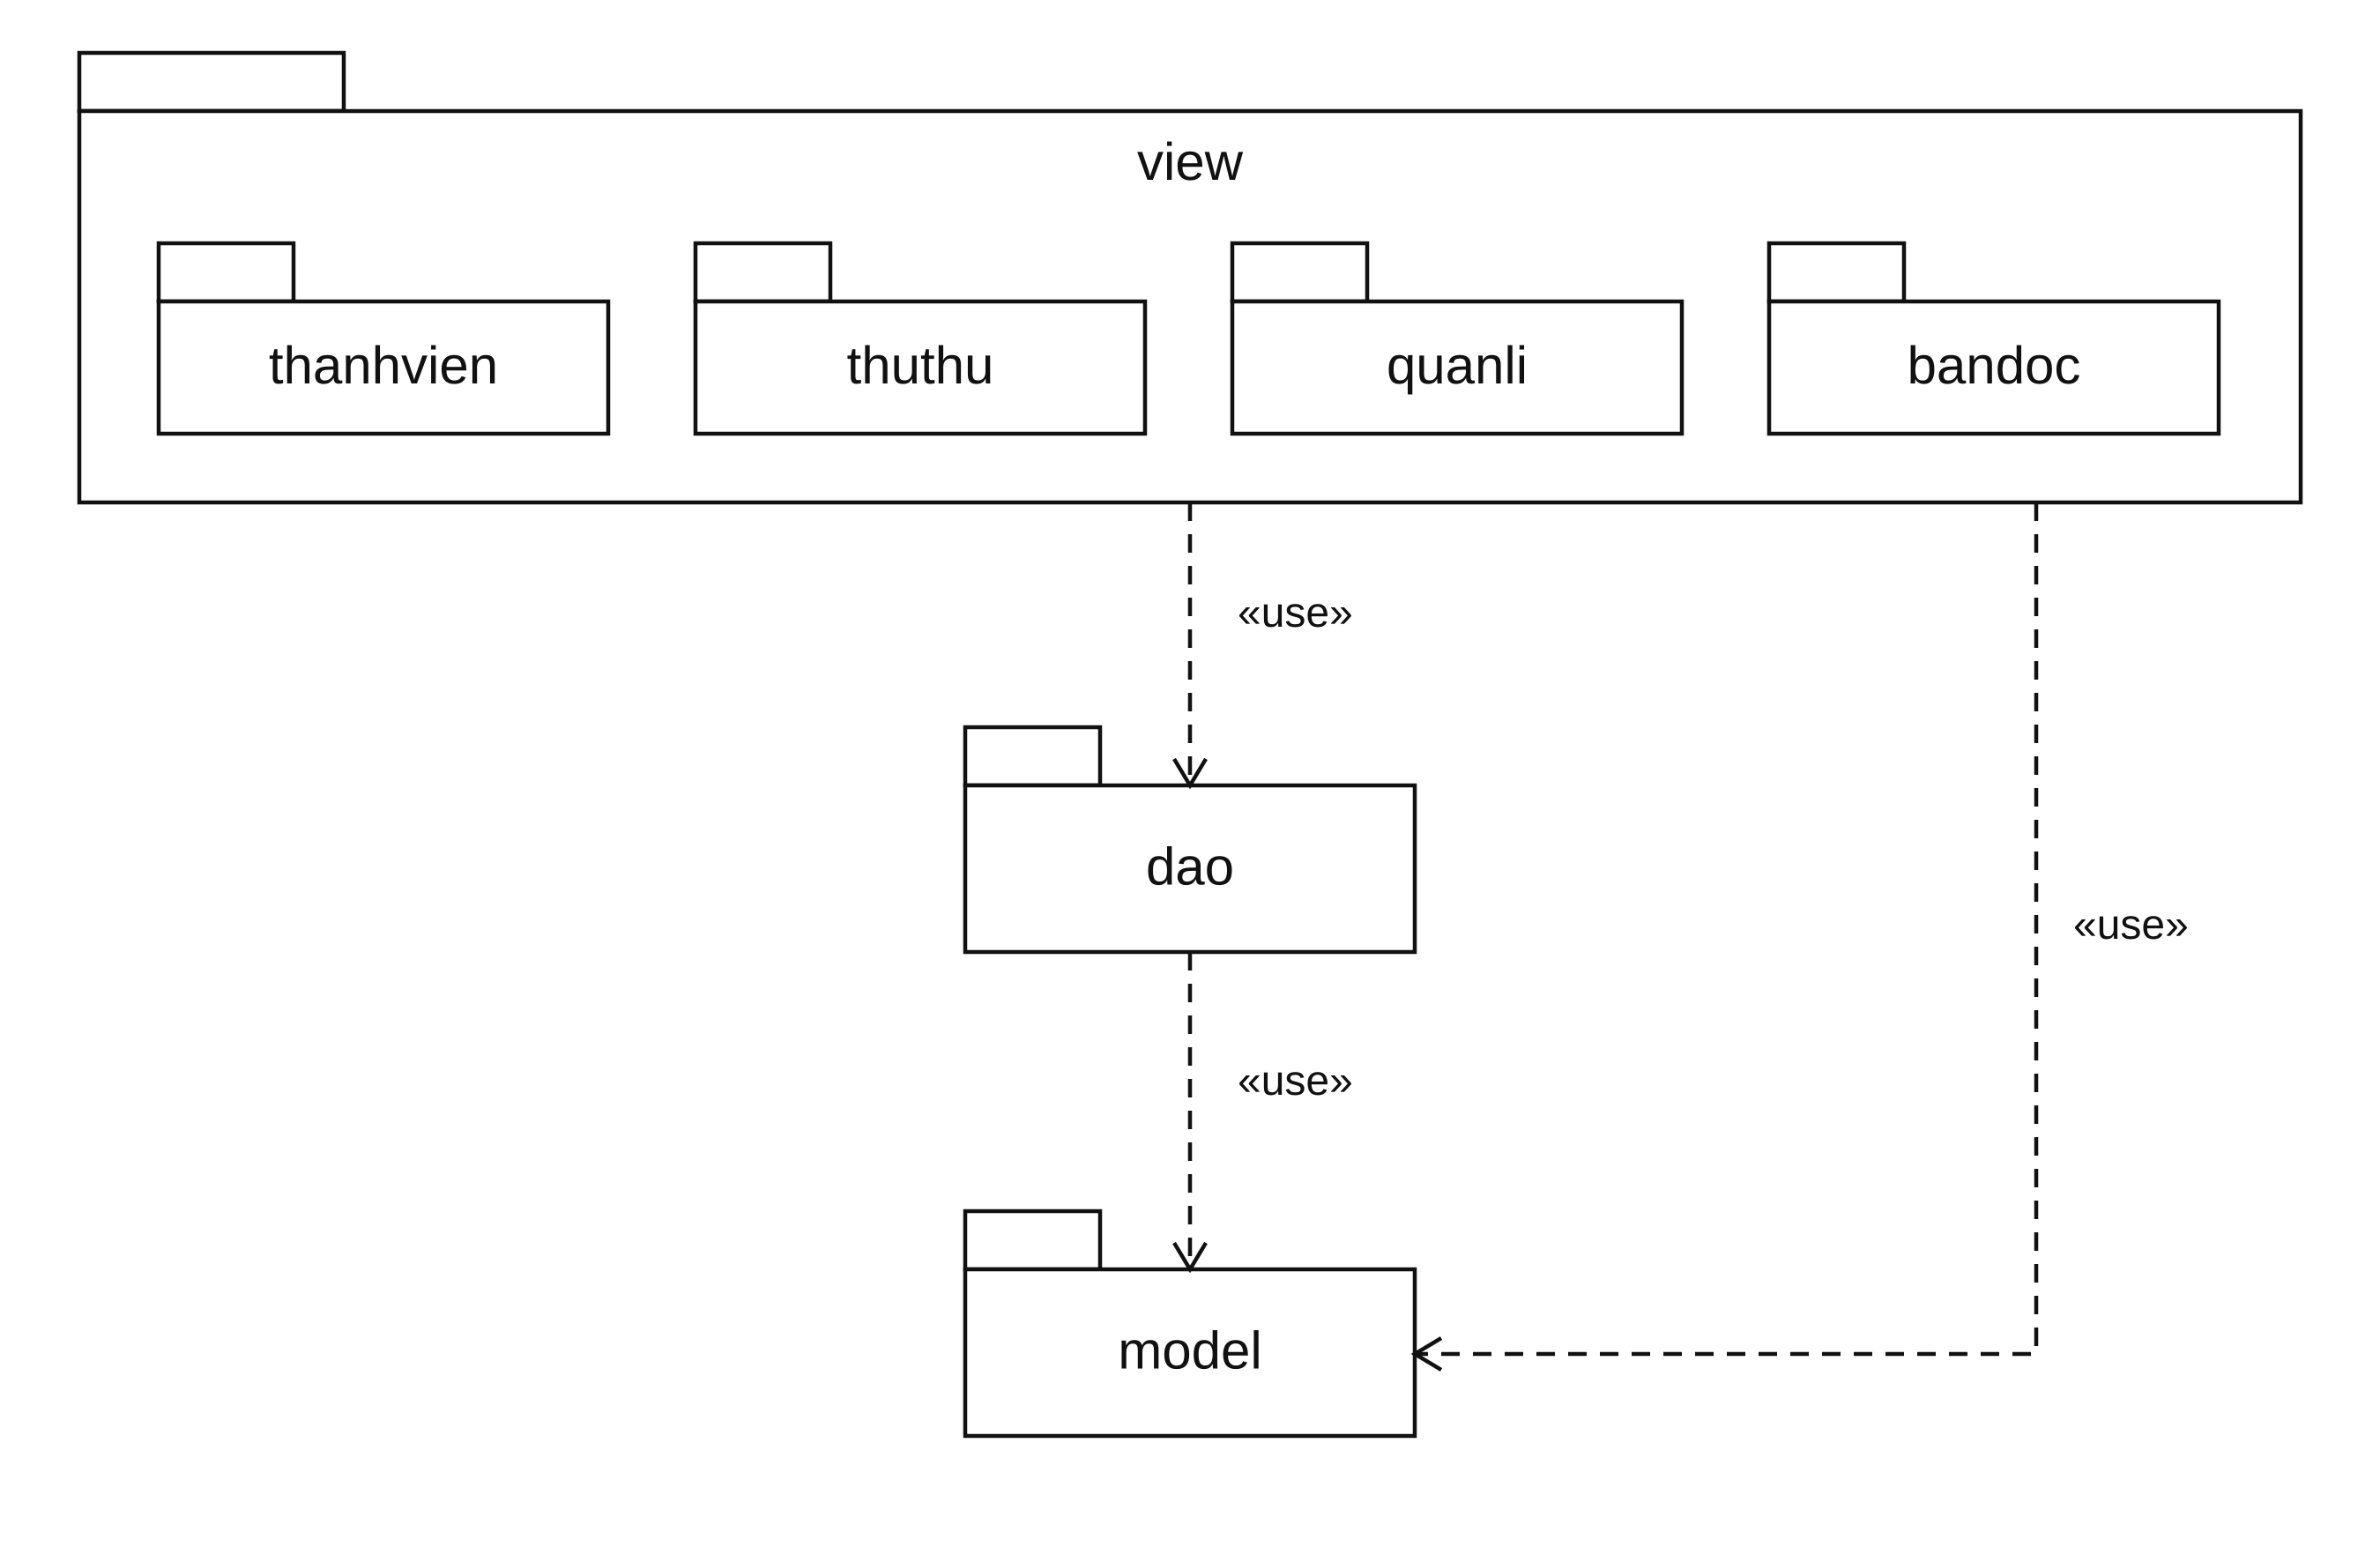 view
thanhvien
thuthu
quanli
bandoc
«use»
dao
«use»
«use»
model